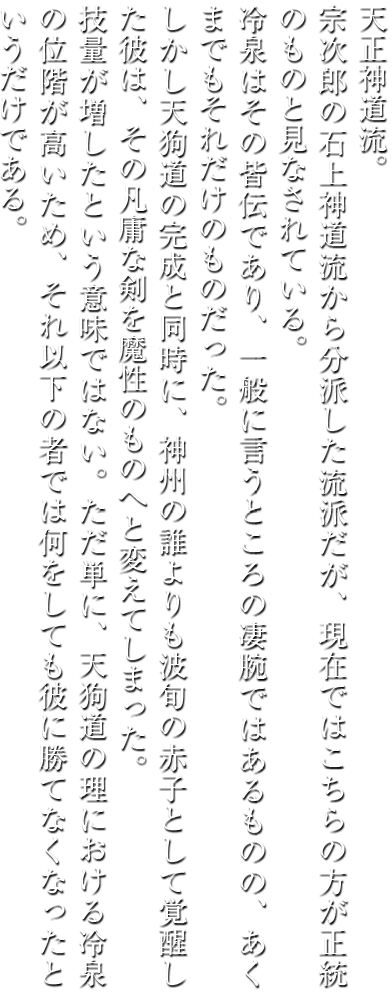 天正神道流。
宗次郎の石上神道流から分派した流派だが、現在ではこちらの方が正統
のものと見なされている。
冷泉はその皆伝であり、一般に言うところの凄腕ではあるものの、あく
までもそれだけのものだった。
しかし天狗道の完成と同時に、神州の誰よりも波旬の赤子として覚醒し
た彼は、その凡庸な剣を魔性のものへと変えてしまった。
技量が増したという意味ではない。ただ単に、天狗道の理における冷泉
の位階が高いため、それ以下の者では何をしても彼に勝てなくなったと
いうだけである。